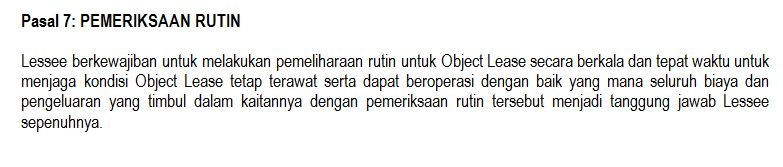 Pasal 7: PEMERIKSAAN RUTIN
Lessee berkewajiban untuk melakukan pemeliharaan rutin untuk Object Lease secara berkala dan tepat waktu untuk
menjaga kondisi Object Lease tetap terawat serta dapat beroperasi dengan baik yang mana seluruh biaya dan
pengeluaran yang timbul dalam kaitannya dengan pemeriksaan rutin tersebut menjadi tanggung jawab Lessee
sepenuhnya.